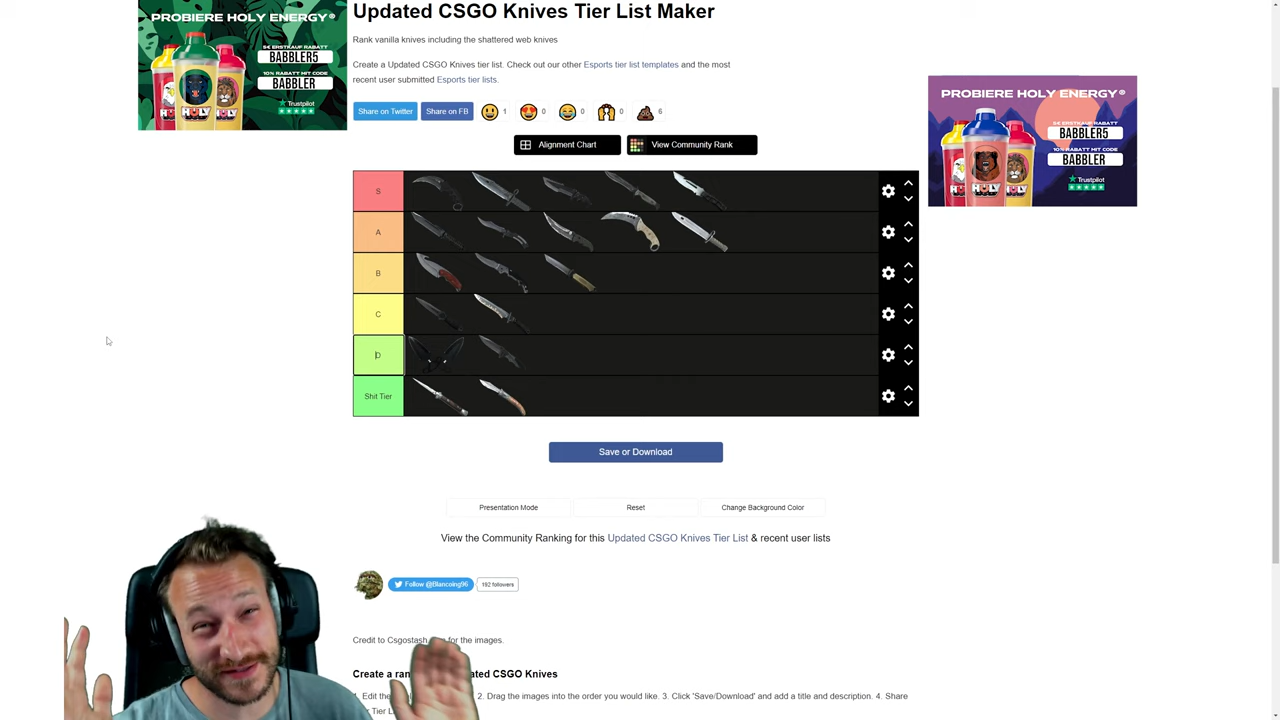 PROBIERE HOLY ENERGY®
5€ ERSTKAUF RABATT
BABBLER5
10% RABATT MIT CODE
BABBLER
Trustpilot
HOLY
Updated CSGO Knives Tier List Maker
Rank vanilla knives including the shattered web knives
Create a Updated CSGO Knives tier list. Check out our other Esports tier list templates and the most
recent user submitted Esports tier lists.
Share on Twitter
Share on FB
1
0
0
0
6
Alignment Chart
View Community Rank
PROBIERE HOLY ENERGY®
5€ ERSTKAUF RABATT
BABBLER5
10% RABATT MIT CODE
BABBLER
Trustpilot
HOLY
S
A
B
C
D
Shit Tier
Save or Download
Presentation Mode
Reset
Change Background Color
View the Community Ranking for this Updated CSGO Knives Tier List & recent user lists
Follow @Blancoing96
192 followers
Credit to Csgostash for the images.
Create a ra ated CSGO Knives
1. Edit the 2. Drag the images into the order you would like. 3. Click 'Save/Download' and add a title and description. 4. Share
Tier